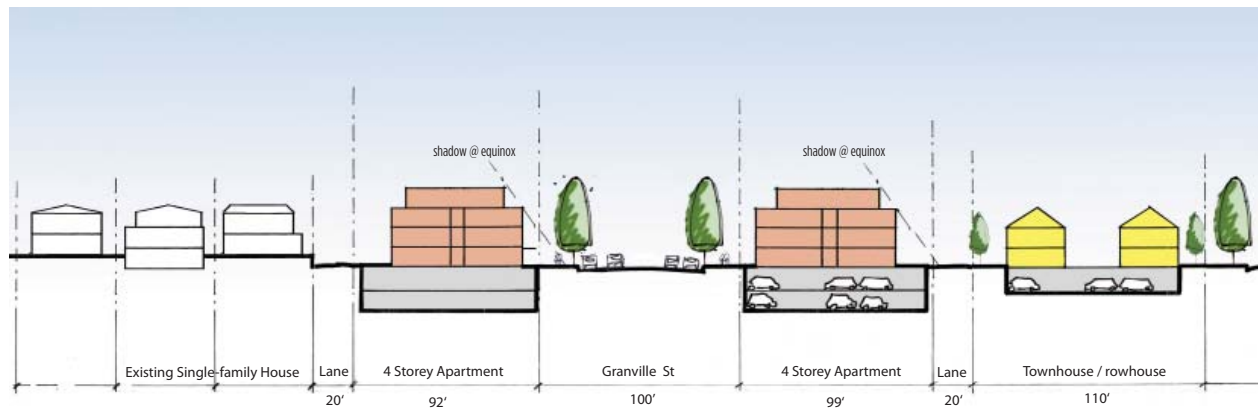 shadow @ equinox
shadow @ equinox
Existing Single-family House
Lane
4 Storey Apartment
Granville St
4 Storey Apartment
Lane
Townhouse / rowhouse
20'
92'
100'
99'
20'
110'